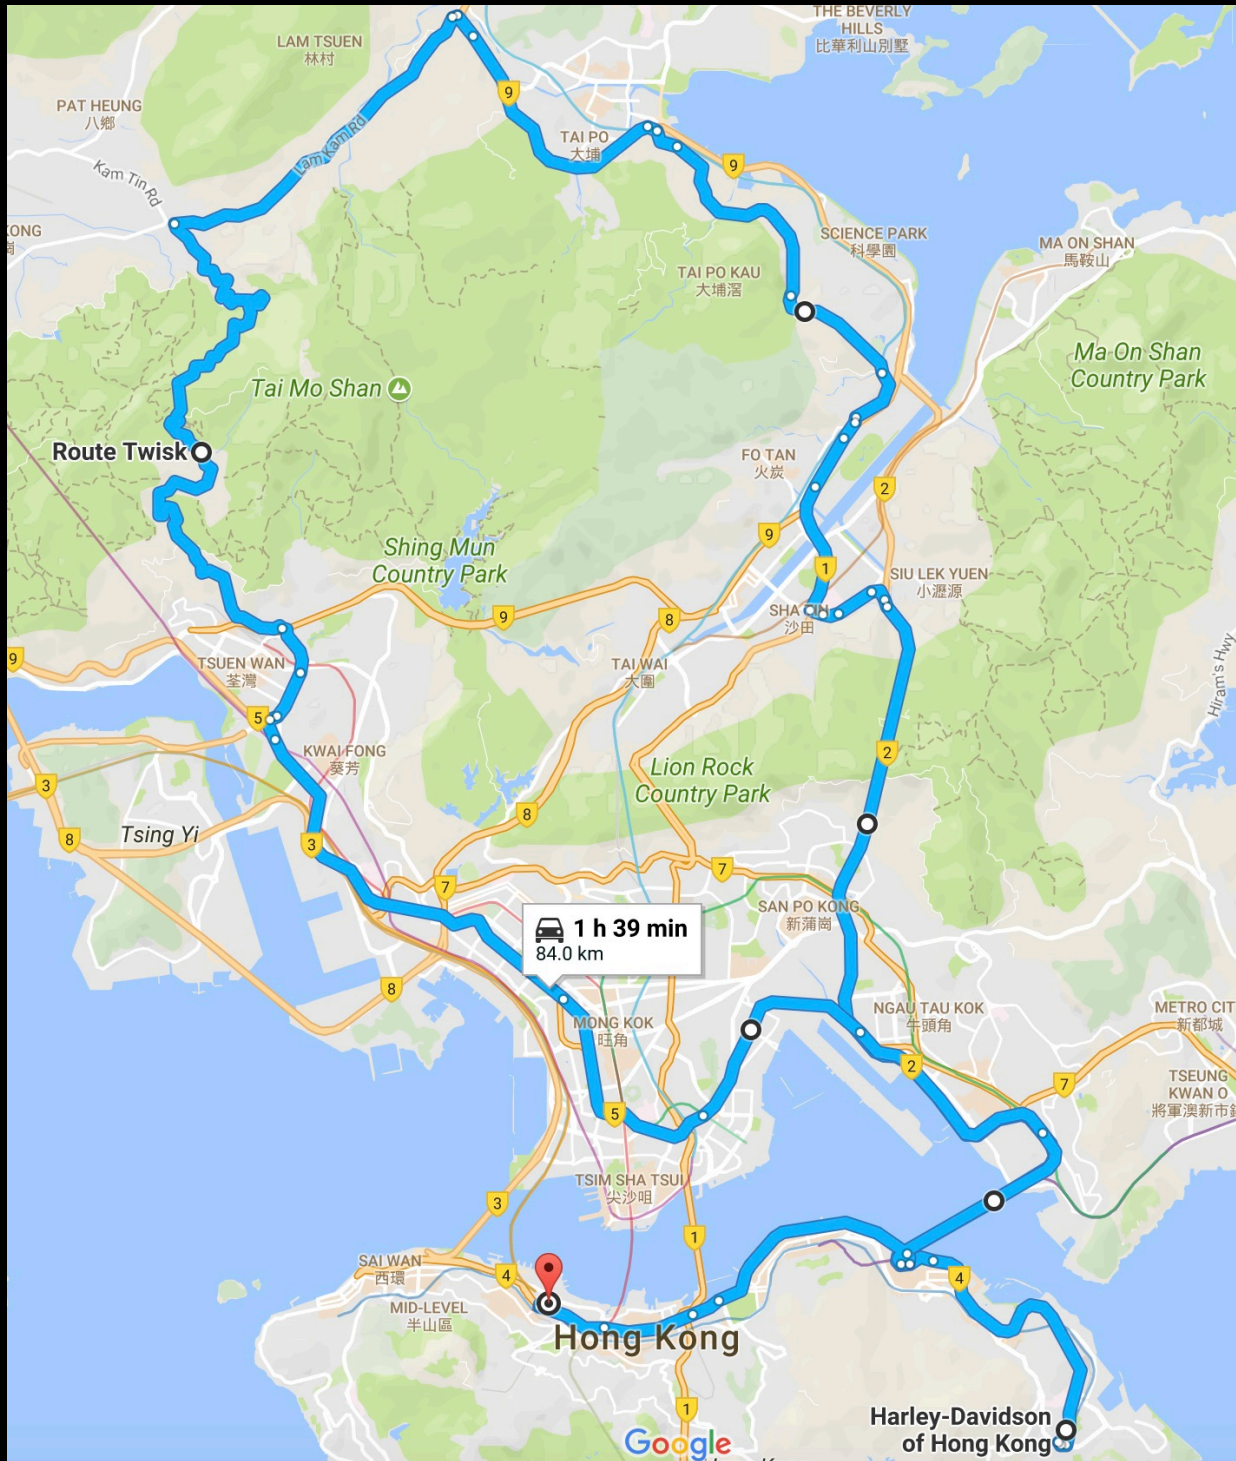 THE BEVERLY
HILLS
比華利山別墅
LAM TSUEN
林村
9
PAT HEUNG
八鄉
TAI PO
大埔
Lam Kam Rd
9
Kam Tin Rd
SCIENCE PARK
科學園
MA ON SHAN
馬鞍山
TAI PO KAU
大埔滘
Ma On Shan
Country Park
Tai Mo Shan
Route Twisk
FO TAN
火炭
2
9
Shing Mun
Country Park
1
SIU LEK YUEN
小瀝源
9
8
SHA TIN
沙田
9
TSUEN WAN
荃灣
TAI WAI
大圍
Hiram's Hwy
5
KWAI FONG
葵芳
2
Lion Rock
Country Park
3
8
Tsing Yi
8
3
7
7
SAN PO KONG
新蒲崗
1 h 39 min
84.0 km
8
MONG KOK
旺角
NGAU TAU KOK
牛頭角
METRO CIT
新都城
2
7
TSEUNG
KWAN O
將軍澳新市鎮
5
TSIM SHA TSUI
尖沙咀
3
1
SAI WAN
西環
4
4
MID-LEVEL
半山區
Hong Kong
Harley-Davidson
of Hong Kong
1
Google